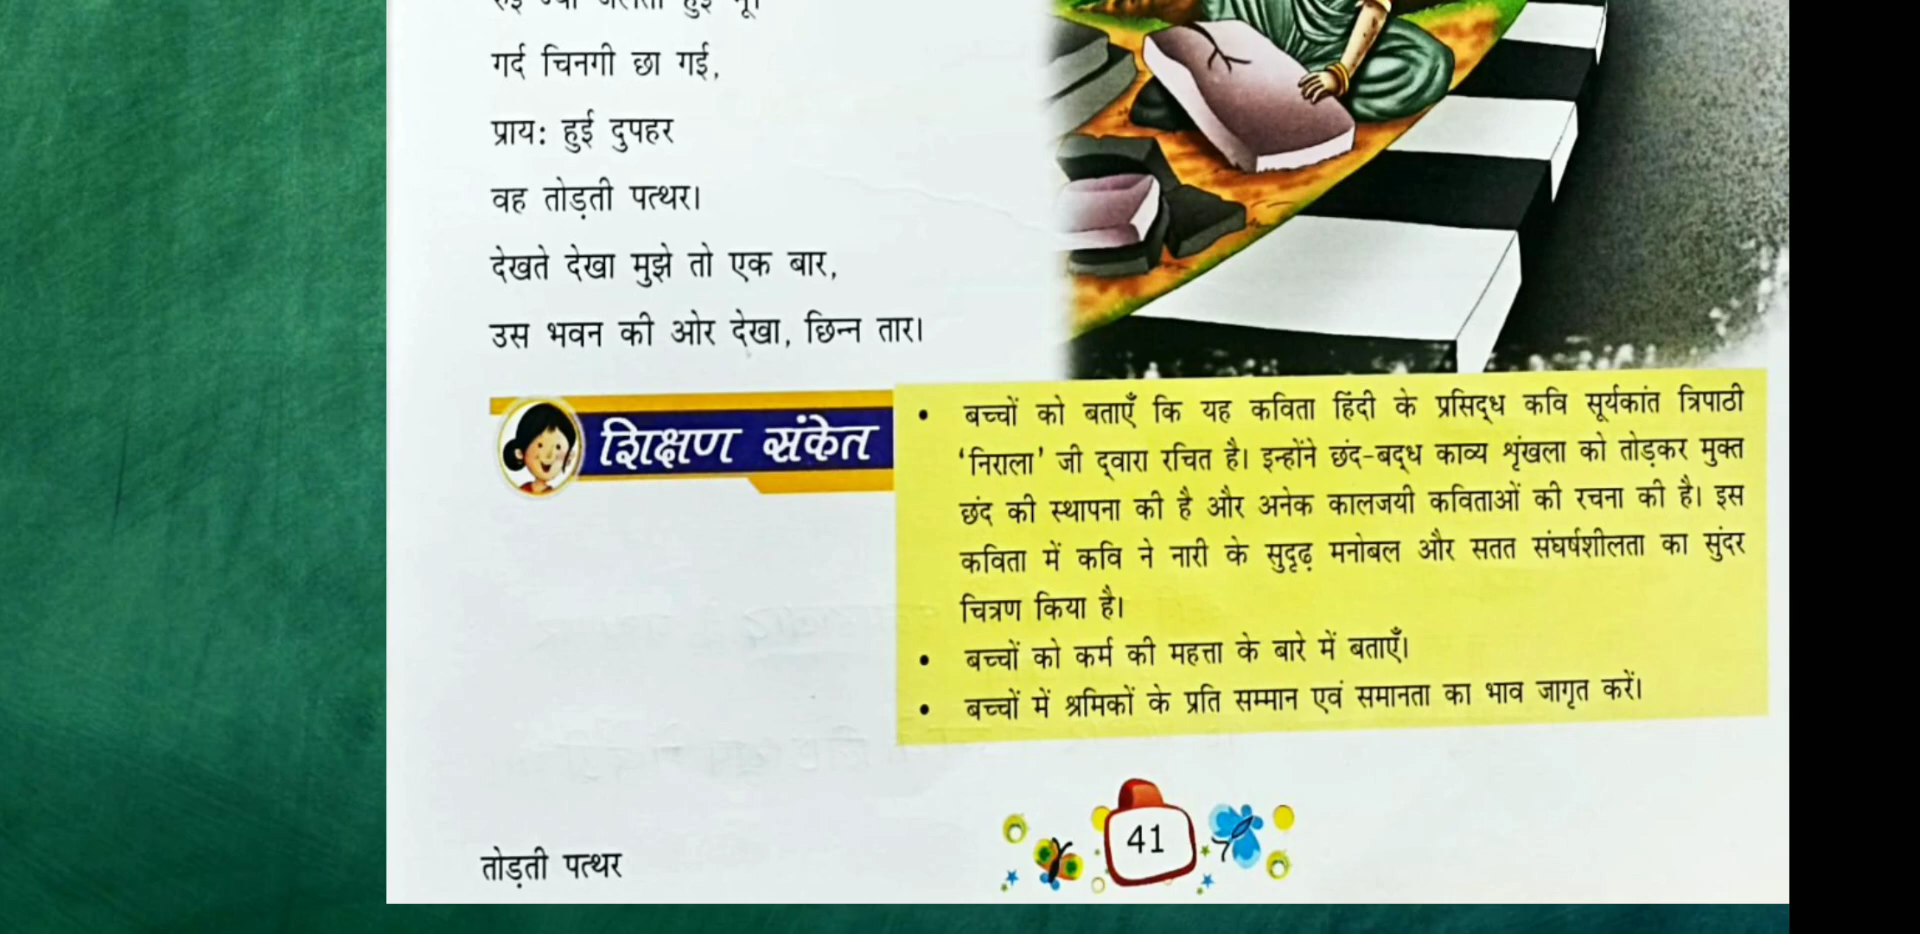 गर्द चिनगी छा गई,
प्राय: हुई दुपहर
वह तोड़ती पत्थर।
देखते देखा मुझे तो एक बार,
उस भवन की ओर देखा, छिन्न तार।
शिक्षण संकेत
• बच्चों को बताएँ कि यह कविता हिंदी के प्रसिद्ध कवि सूर्यकांत त्रिपाठी
‘निराला’ जी द्वारा रचित है। इन्होंने छंद-बद्ध काव्य शृंखला को तोड़कर मुक्त
छंद की स्थापना की है और अनेक कालजयी कविताओं की रचना की है। इस
कविता में कवि ने नारी के सुदृढ़ मनोबल और सतत संघर्षशीलता का सुंदर
चित्रण किया है।
• बच्चों को कर्म की महत्ता के बारे में बताएँ।
• बच्चों में श्रमिकों के प्रति सम्मान एवं समानता का भाव जागृत करें।
41
तोड़ती पत्थर